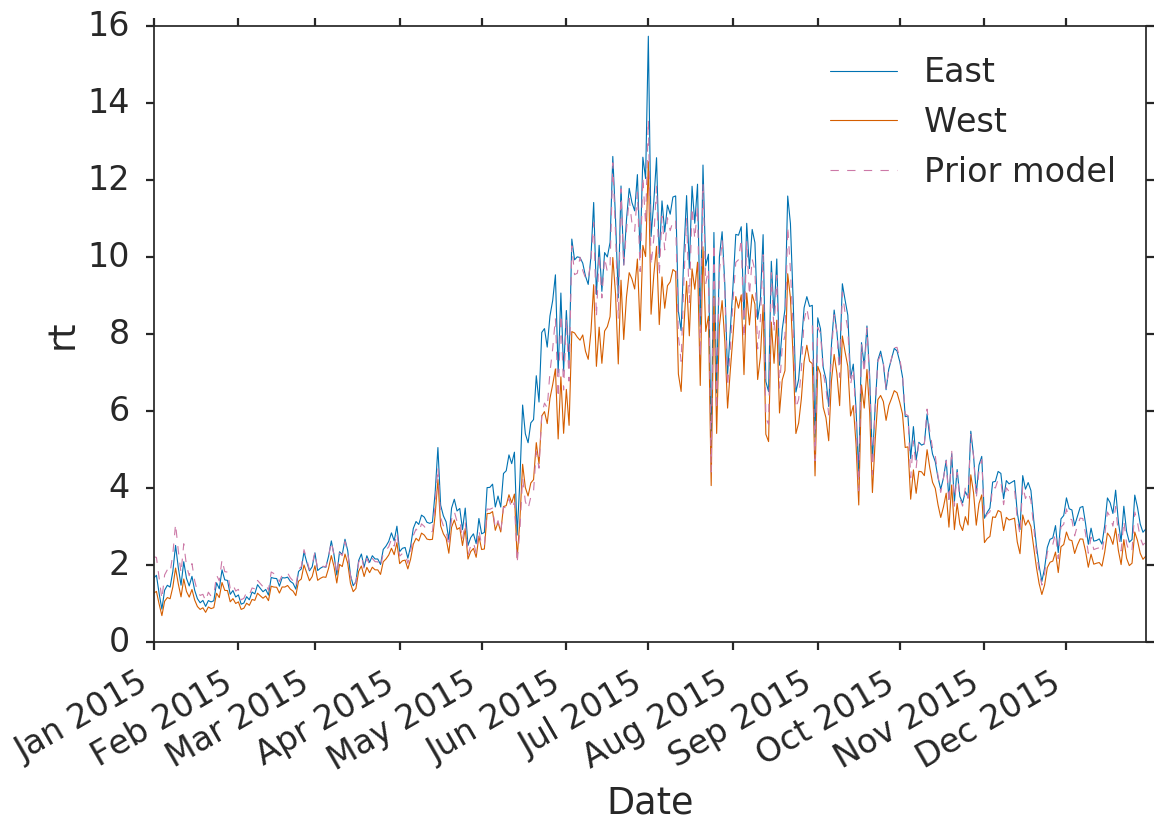 16
14
12
10
8
6
4
2
0
rt
East
West
Prior model
Jan 2015
Feb 2015
Mar 2015
Apr 2015
May 2015
Jun 2015
Jul 2015
Aug 2015
Sep 2015
Oct 2015
Nov 2015
Dec 2015
Date